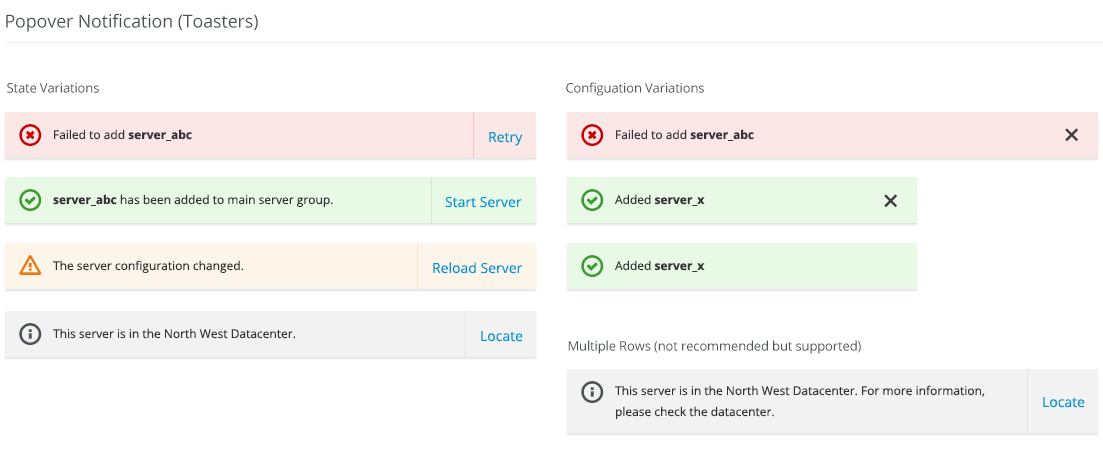 Popover Notification (Toasters)
State Variations
Failed to add server_abc
Retry
server_abc has been added to main server group.
Start Server
The server configuration changed.
Reload Server
This server is in the North West Datacenter.
Locate
Configuation Variations
Failed to add server_abc
Added server_x
Added server_x
Multiple Rows (not recommended but supported)
This server is in the North West Datacenter. For more information,
please check the datacenter.
Locate